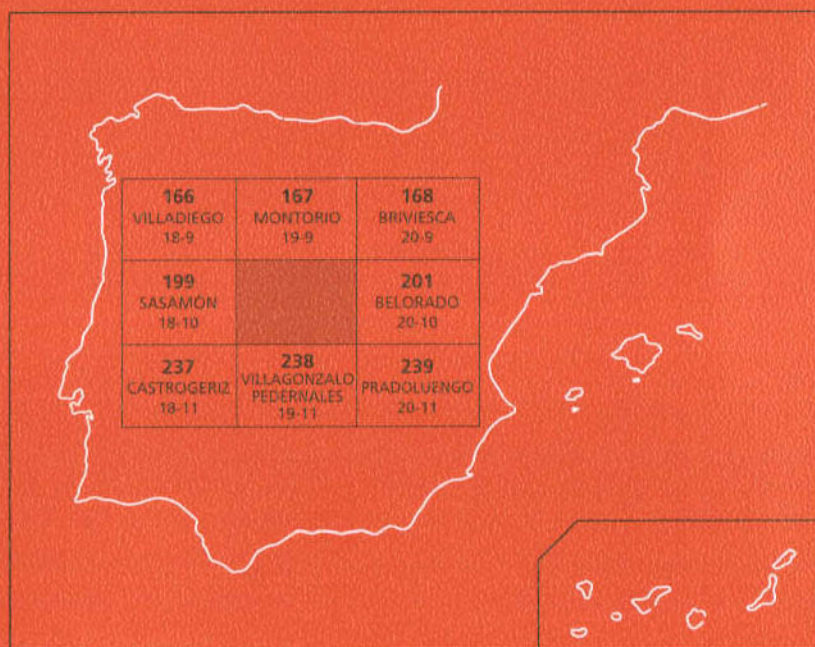 166
VILLADIEGO
18-9
167
MONTORIO
19-9
168
BRIVIESCA
20-9
199
SASAMÓN
18-10
201
BELORADO
20-10
237
CASTROGERIZ
18-11
238
VILLAGONZALO
PEDERNALES
19-11
239
PRADOLUENGO
20-11